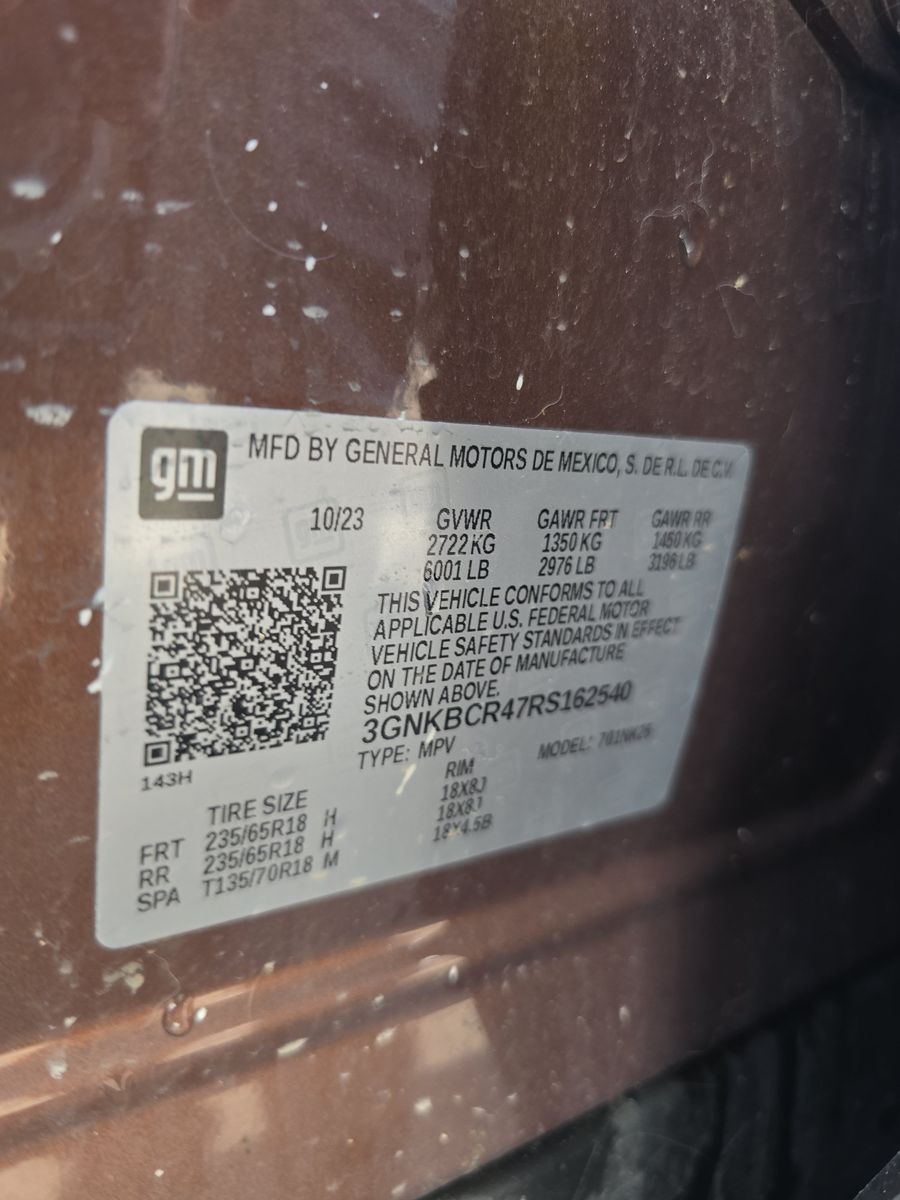 gm
MFD BY GENERAL MOTORS DE MEXICO, S. DE R.L. DE C.V.
10/23 GVWR GAWR FRT GAWR RR
2722 KG 1350 KG 1450 KG
6001 LB 2976 LB 3196 LB
THIS VEHICLE CONFORMS TO ALL
APPLICABLE U.S. FEDERAL MOTOR
VEHICLE SAFETY STANDARDS IN EFFECT
ON THE DATE OF MANUFACTURE
SHOWN ABOVE.
3GNKBCR47RS162540
TYPE: MPV MODEL: 
143H
TIRE SIZE RIM
FRT 235/65R18 H 18X8J
RR 235/65R18 H 18X8J
SPA T135/70R18 M 18X4.5B